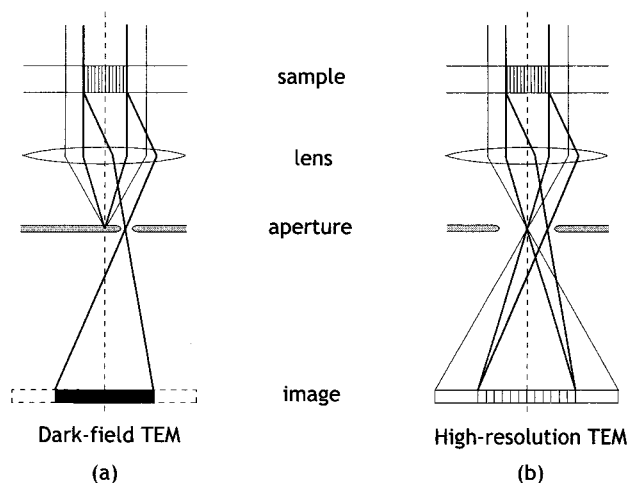 sample
lens
aperture
image
Dark-field TEM
High-resolution TEM
(a)
(b)